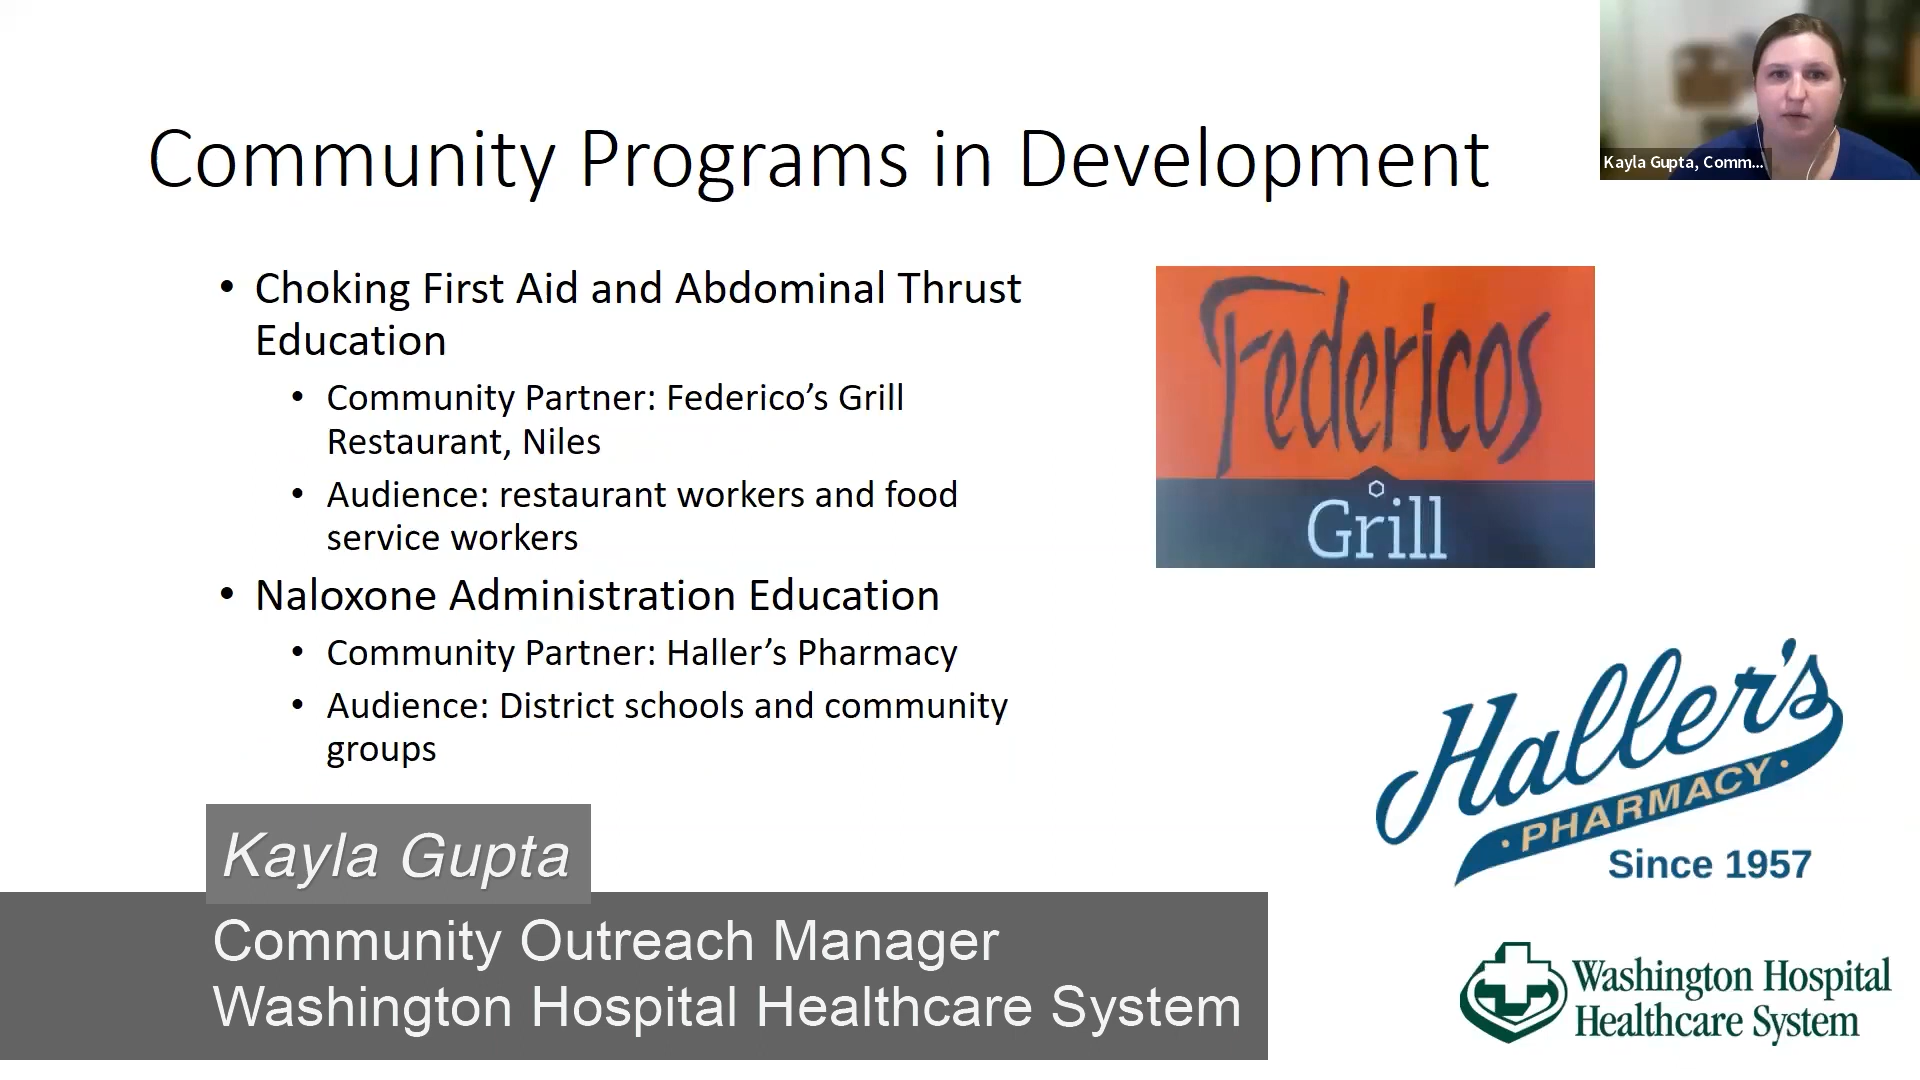 Community Programs in Development
Kayla Gupta, Comm...
• Choking First Aid and Abdominal Thrust
Education
• Community Partner: Federico’s Grill
Restaurant, Niles
• Audience: restaurant workers and food
service workers
• Naloxone Administration Education
• Community Partner: Haller’s Pharmacy
• Audience: District schools and community
groups
Federicos
Grill
Haller's
• PHARMACY •
Since 1957
Kayla Gupta
Community Outreach Manager
Washington Hospital Healthcare System
Washington Hospital
Healthcare System